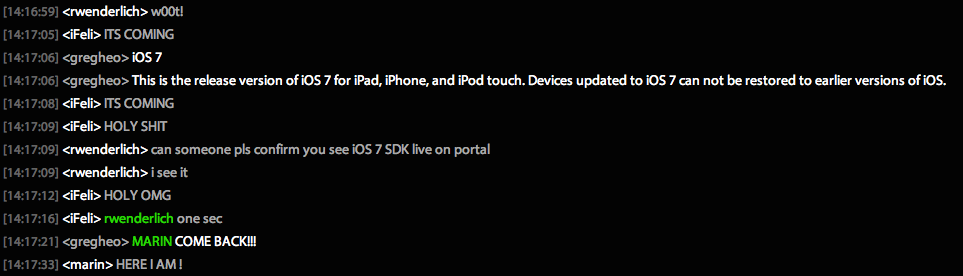 [14:16:59] <rwenderlich> w00t!
[14:17:05] <iFeli> ITS COMING
[14:17:06] <gregheo> iOS 7
[14:17:06] <gregheo> This is the release version of iOS 7 for iPad, iPhone, and iPod touch. Devices updated to iOS 7 can not be restored to earlier versions of iOS.
[14:17:08] <iFeli> ITS COMING
[14:17:09] <iFeli> HOLY SHIT
[14:17:09] <rwenderlich> can someone pls confirm you see iOS 7 SDK live on portal
[14:17:09] <rwenderlich> i see it
[14:17:12] <iFeli> HOLY OMG
[14:17:16] <iFeli> rwenderlich one sec
[14:17:21] <gregheo> MARIN COME BACK!!!
[14:17:33] <marin> HERE I AM !